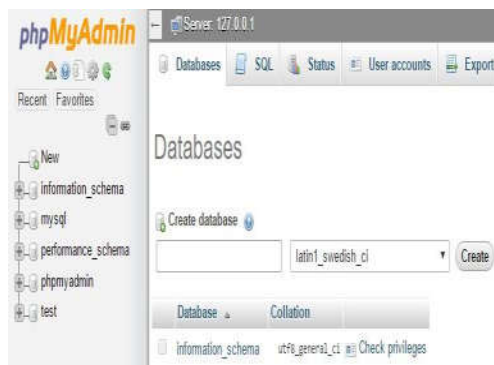 phpMyAdmin
Recent Favorites
New
information_schema
mysql
performance_schema
phpmyadmin
test
Server: 127.0.0.1
Databases SQL Status User accounts Export
Databases
Create database
latin1_swedish_ci Create
Database Collation
information_schema utf8_general_ci Check privileges